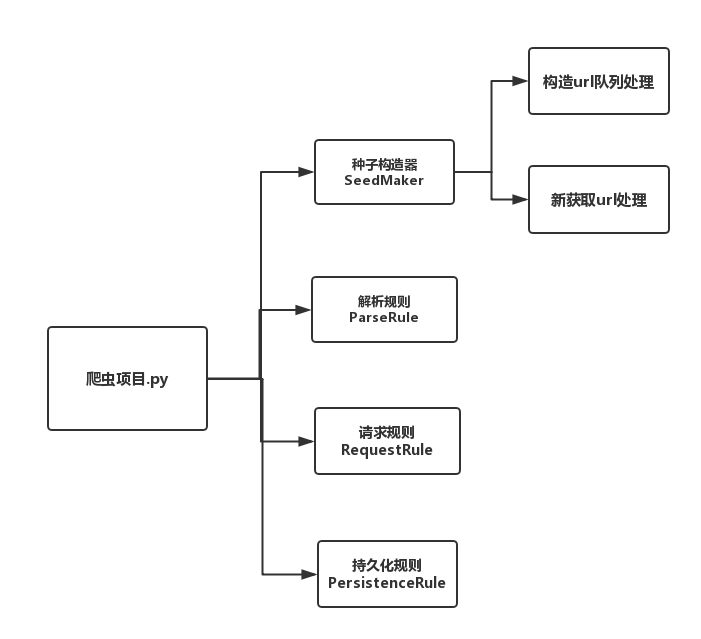 构造url队列处理
种子构造器
SeedMaker
新获取url处理
解析规则
ParseRule
爬虫项目.py
请求规则
RequestRule
持久化规则
PersistenceRule